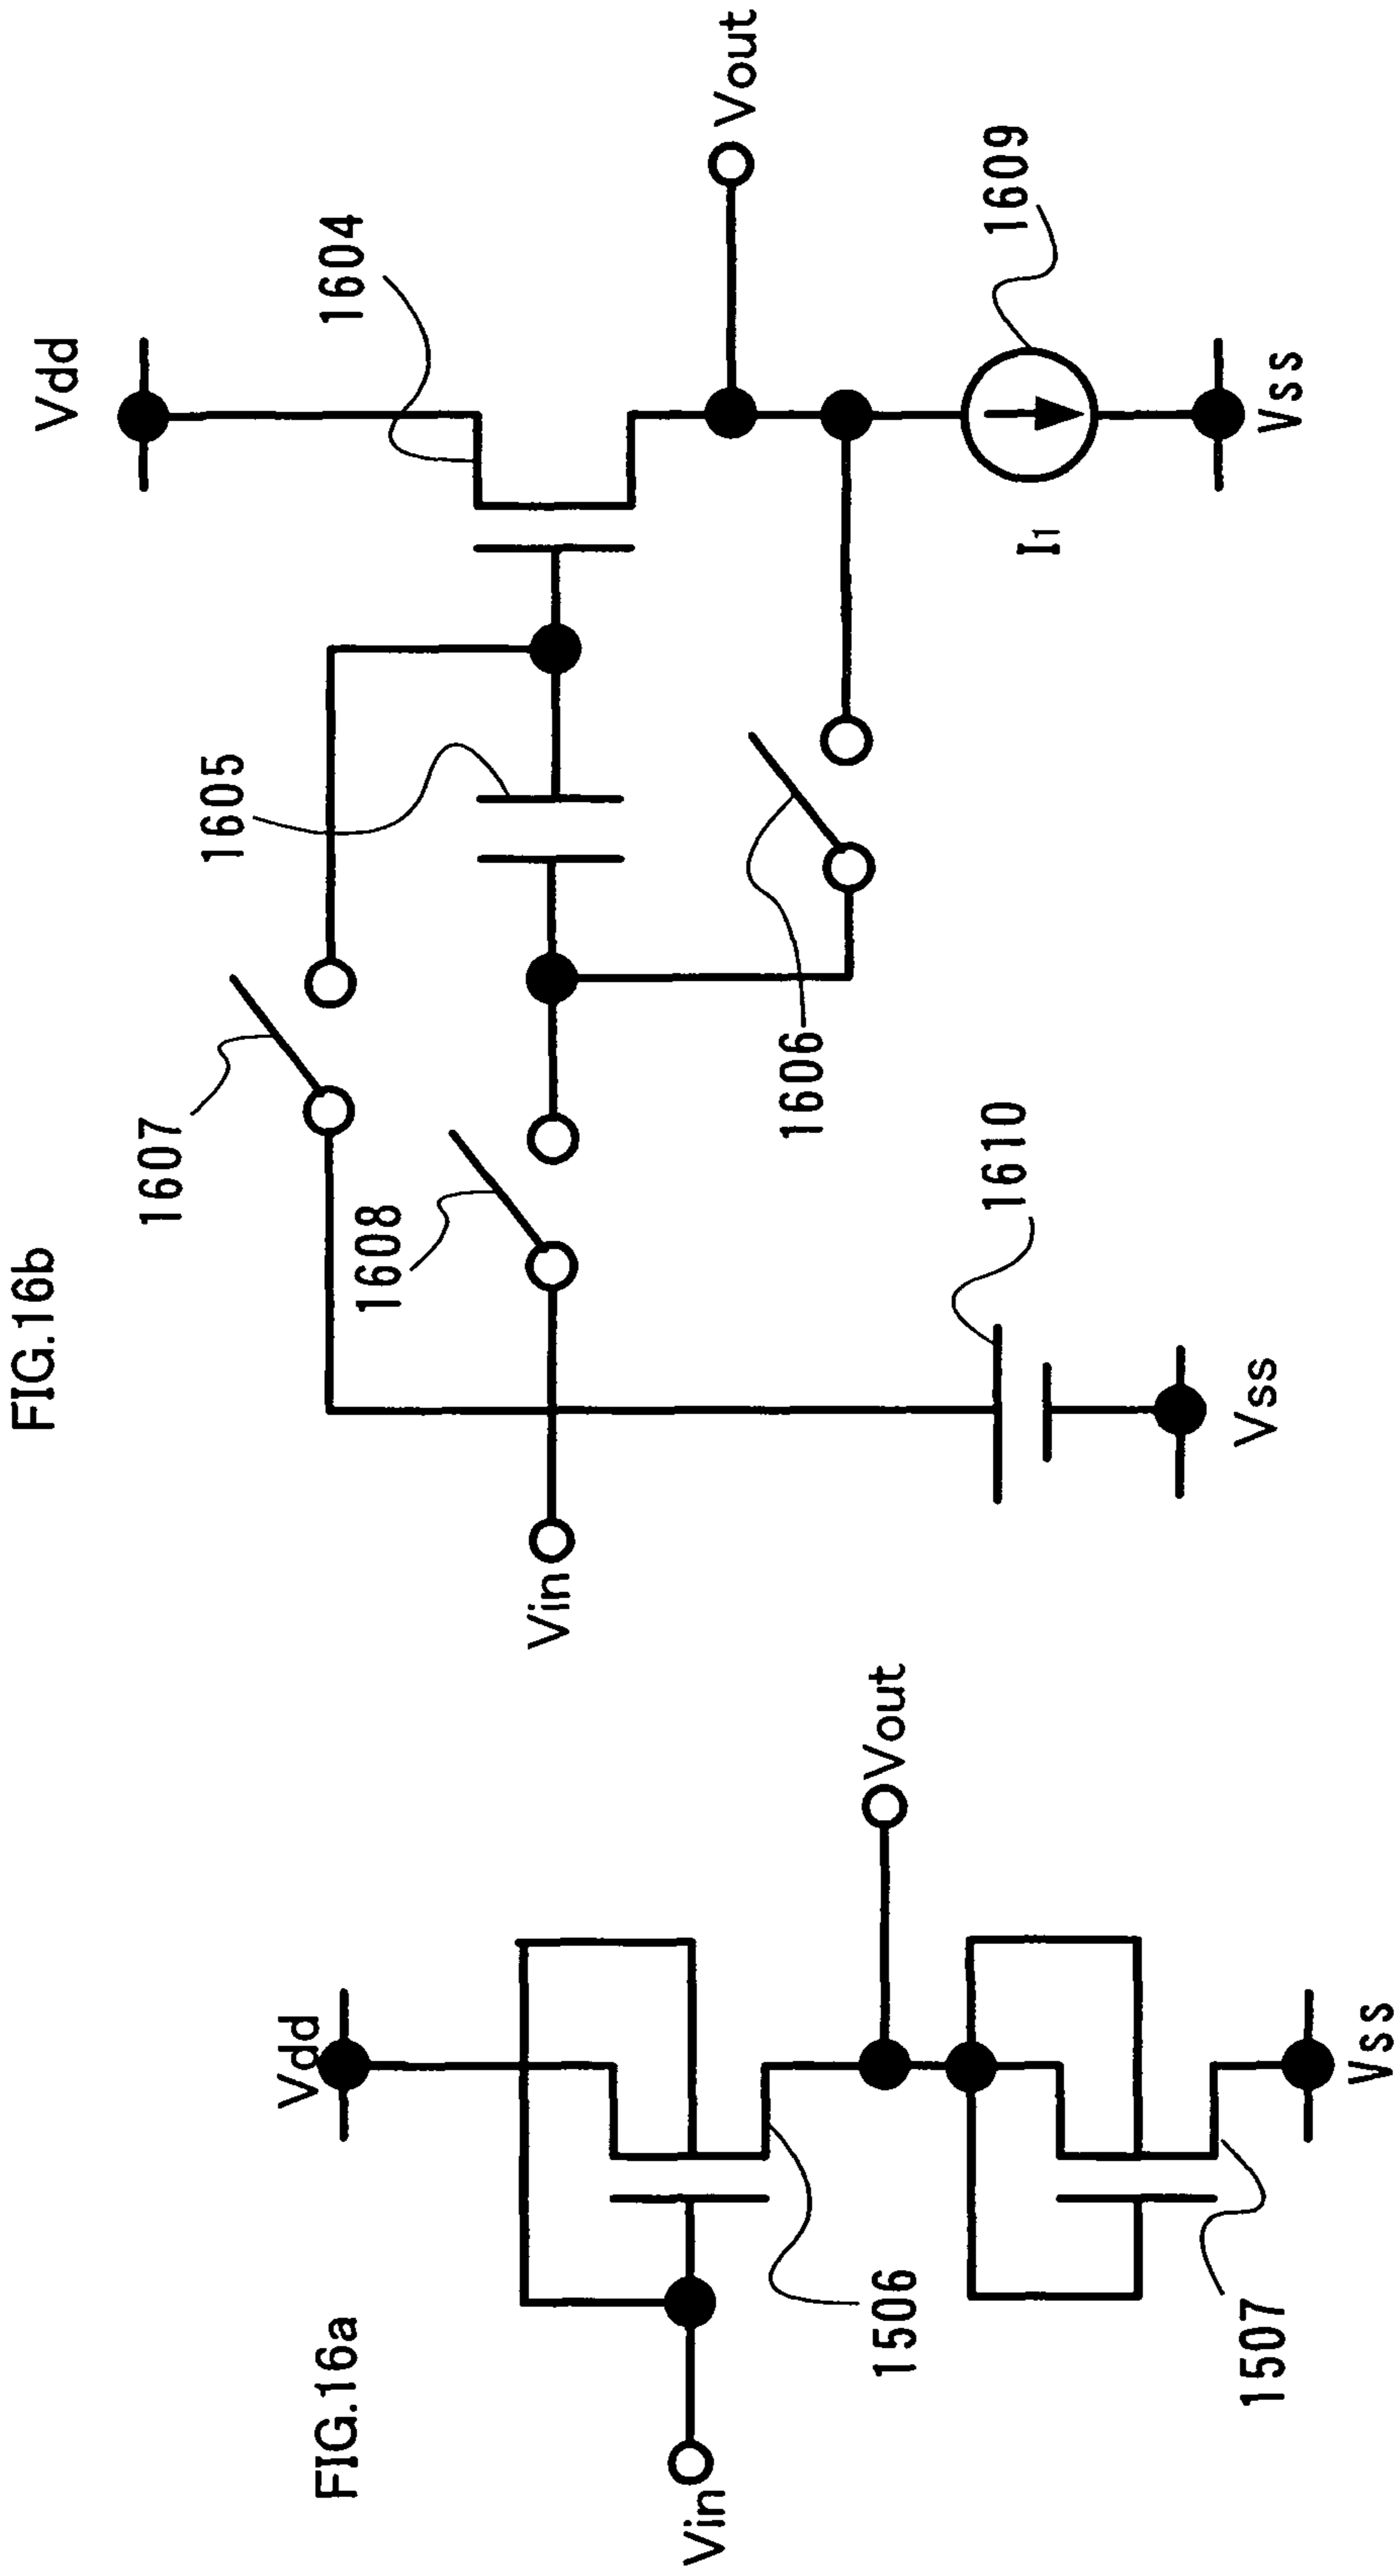 FIG.16a
Vdd
Vin
Vout
1506
1507
Vss
FIG.16b
Vdd
1604
1605
1607
1608
Vin
Vout
1606
1610
1609
I1
Vss
Vss